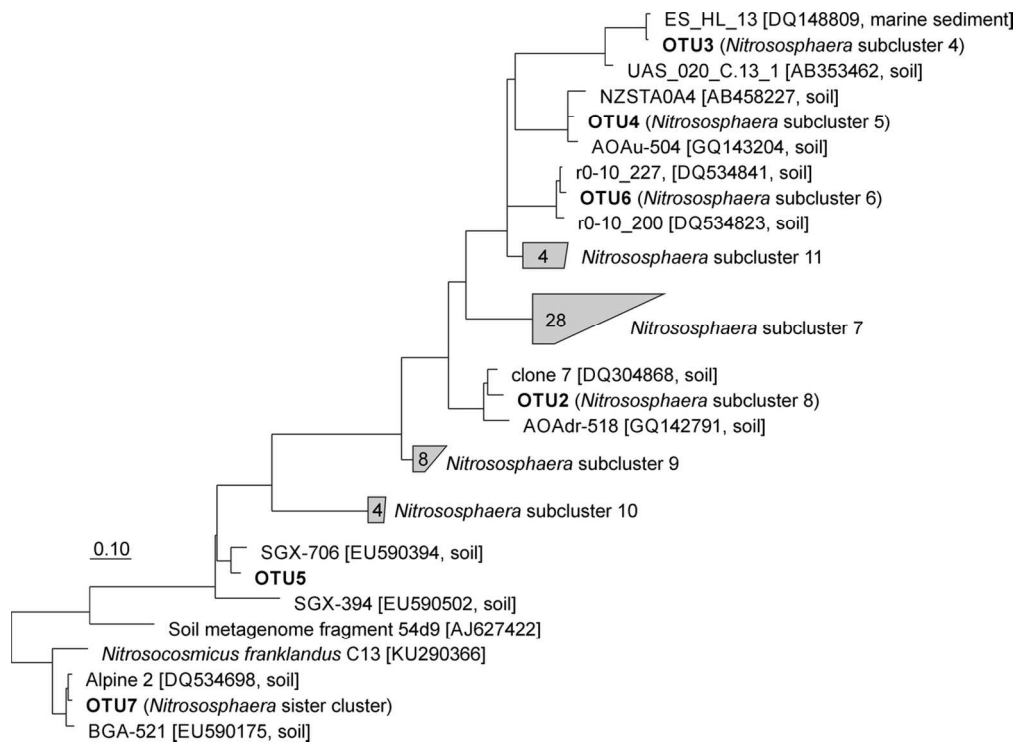 ES_HL_13 [DQ148809, marine sediment]
OTU3 (Nitrososphaera subcluster 4)
UAS_020_C.13_1 [AB353462, soil]
NZSTA0A4 [AB458227, soil]
OTU4 (Nitrososphaera subcluster 5)
AOAu-504 [GQ143204, soil]
r0-10_227, [DQ534841, soil]
OTU6 (Nitrososphaera subcluster 6)
r0-10_200 [DQ534823, soil]
4 Nitrososphaera subcluster 11
28 Nitrososphaera subcluster 7
clone 7 [DQ304868, soil]
OTU2 (Nitrososphaera subcluster 8)
AOAdr-518 [GQ142791, soil]
8 Nitrososphaera subcluster 9
4 Nitrososphaera subcluster 10
0.10
SGX-706 [EU590394, soil]
OTU5
SGX-394 [EU590502, soil]
Soil metagenome fragment 54d9 [AJ627422]
Nitrosocosmicus franklandus C13 [KU290366]
Alpine 2 [DQ534698, soil]
OTU7 (Nitrososphaera sister cluster)
BGA-521 [EU590175, soil]